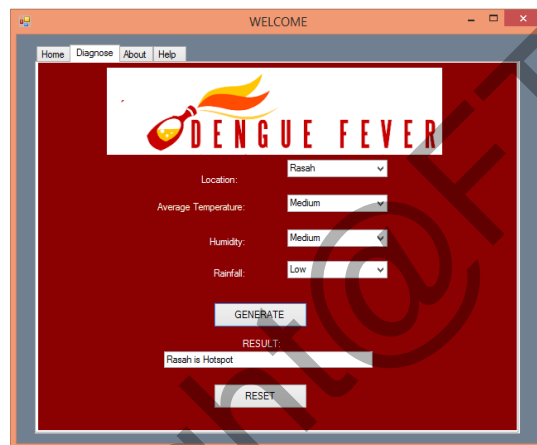 WELCOME
Home Diagnose About Help
DENGUE FEVER
Location: Rasah
Average Temperature: Medium
Humidity: Medium
Rainfall: Low
GENERATE
RESULT:
Rasah is Hotspot
RESET